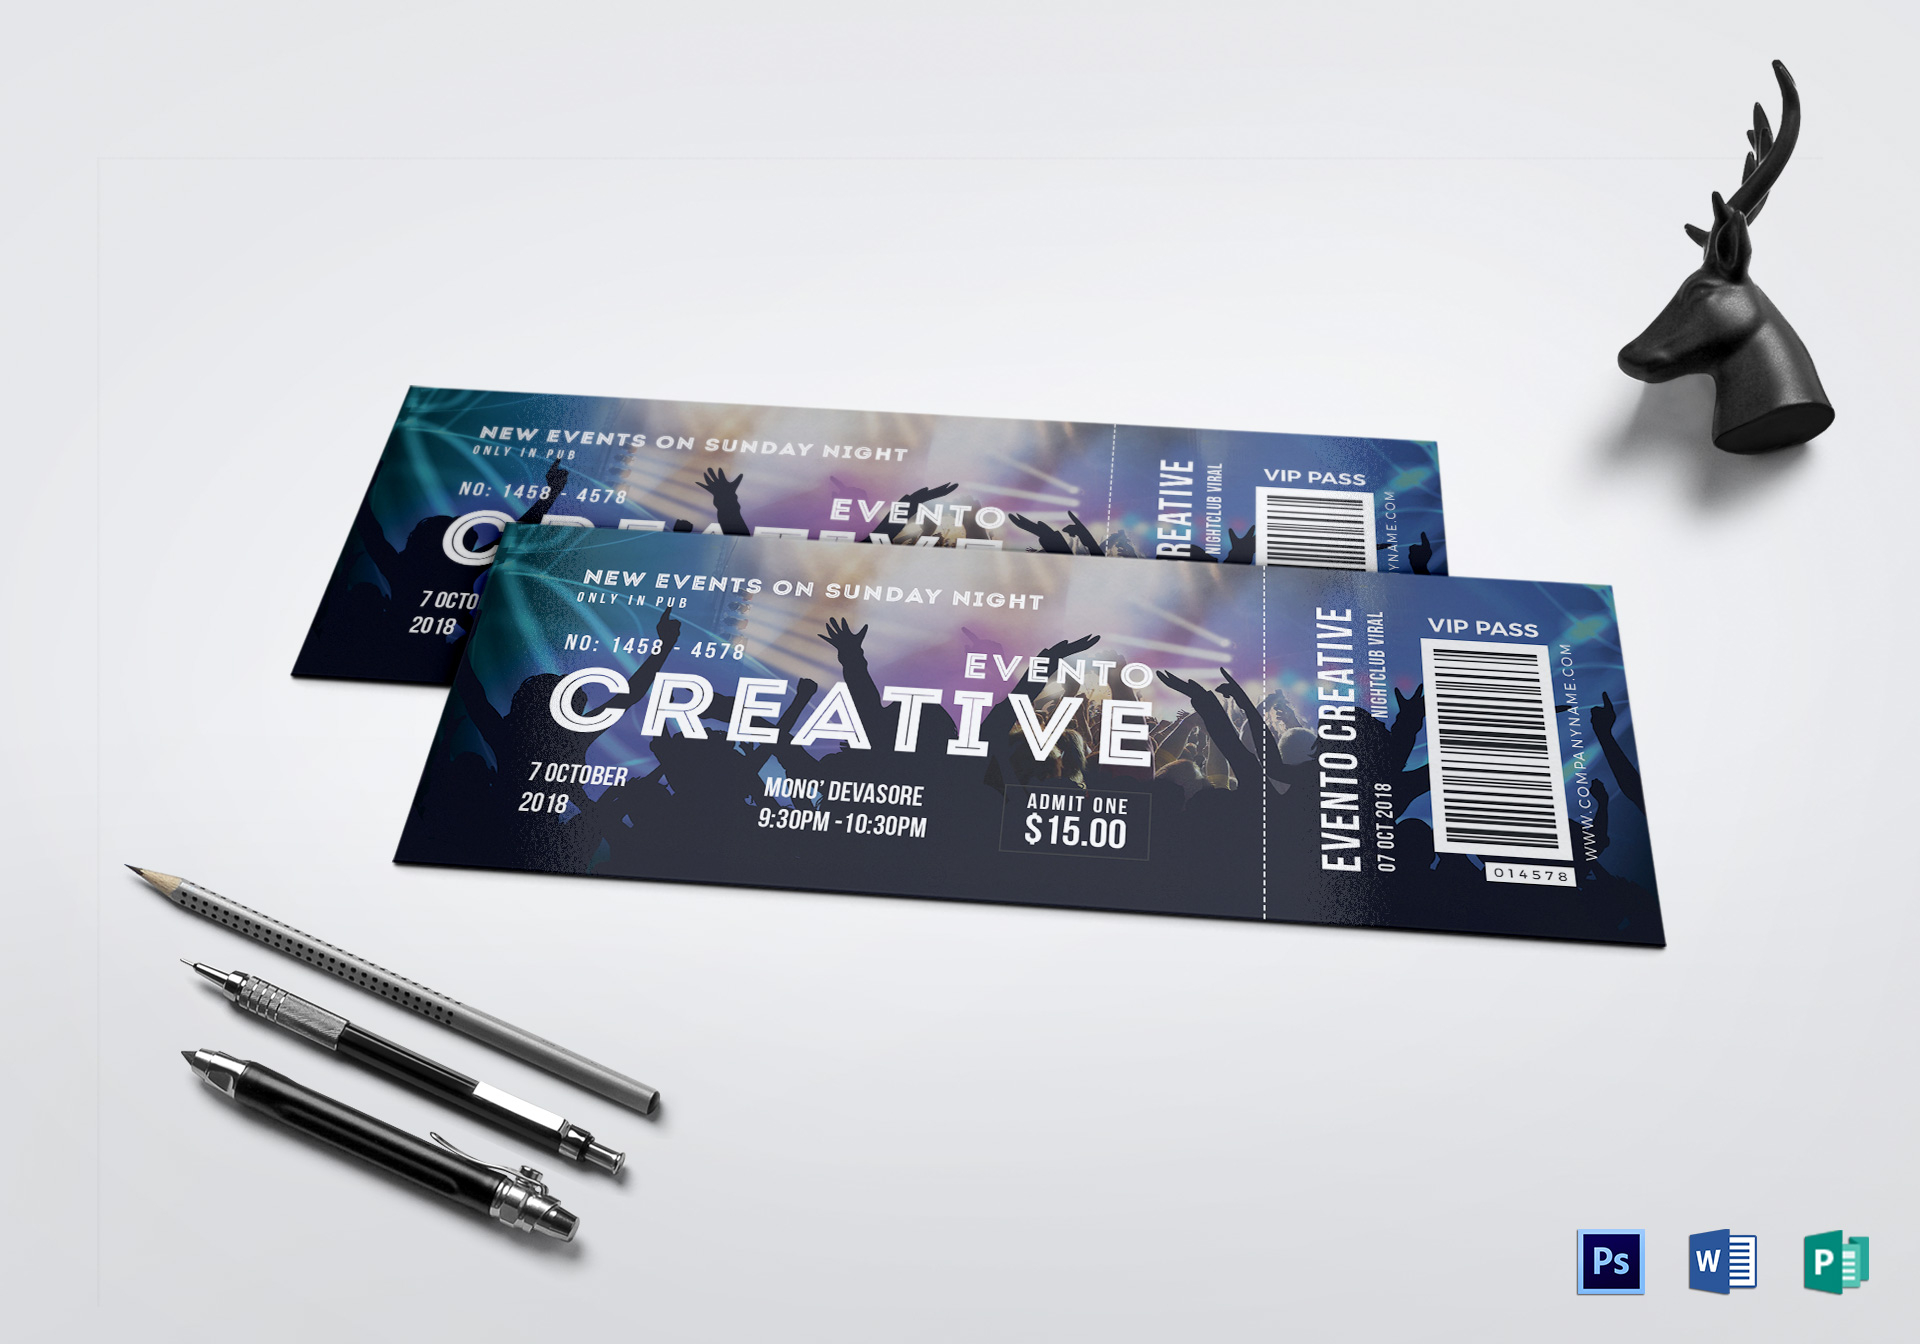 NEW EVENTS ON SUNDAY NIGHT
ONLY IN PUB
NO: 1458 - 4578
EVENTO
CREATIVE
7 OCTO
2018
REATIVE
NIGHTCLUB VIRAL
VIP PASS
YNAME.COM
NEW EVENTS ON SUNDAY NIGHT
ONLY IN PUB
NO: 1458 - 4578
EVENTO
CREATIVE
7 OCTOBER
2018
MONO' DEVASORE
9:30PM -10:30PM
ADMIT ONE
$15.00
EVENTO CREATIVE
07 OCT 2018 NIGHTCLUB VIRAL
VIP PASS
014578
WWW.COMPANYNAME.COM
Ps
W
P